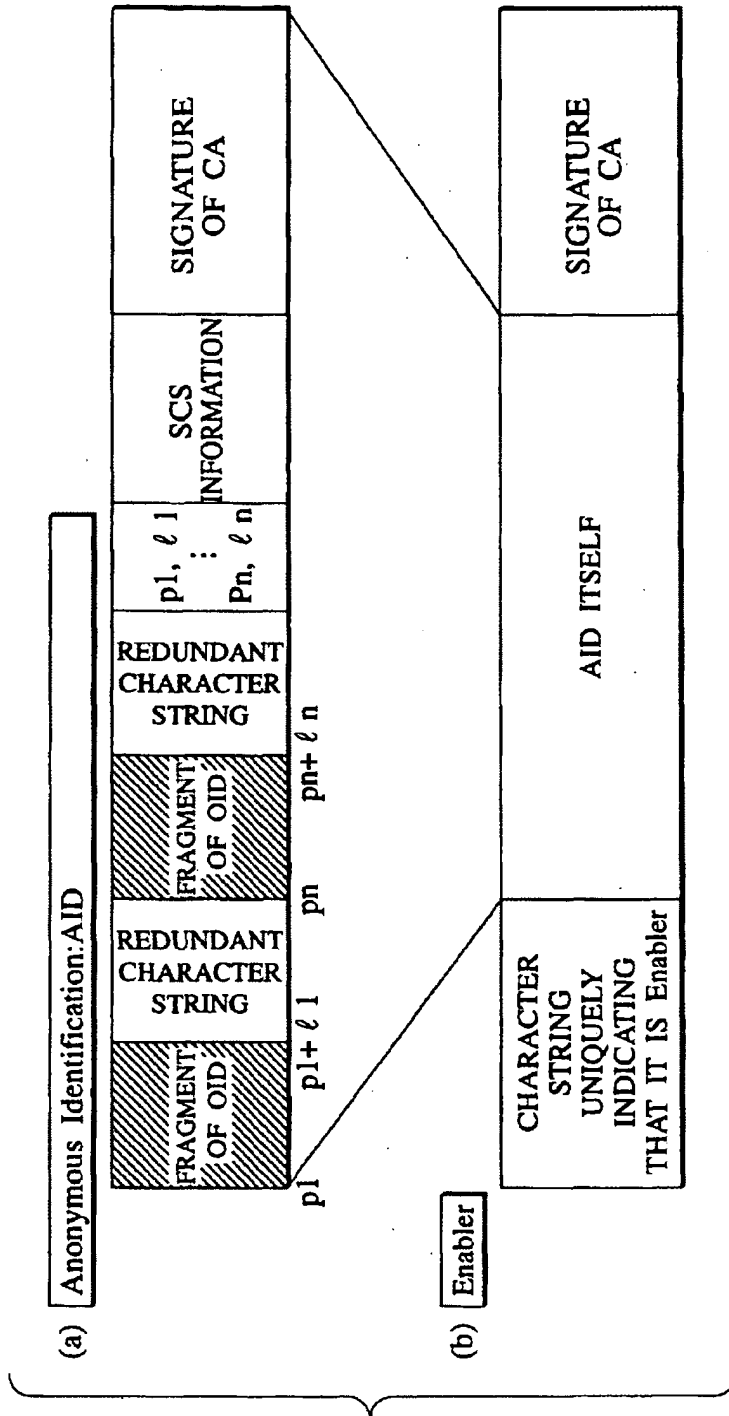 (a) Anonymous Identification:AID
FRAGMENT
OF OID
REDUNDANT
CHARACTER
STRING
FRAGMENT
OF OID
REDUNDANT
CHARACTER
STRING
p1, ℓ 1
⋮
Pn, ℓ n
SCS
INFORMATION
SIGNATURE
OF CA
p1
p1+ ℓ 1
pn
pn+ ℓ n
(b) Enabler
CHARACTER
STRING
UNIQUELY
INDICATING
THAT IT IS Enabler
AID ITSELF
SIGNATURE
OF CA